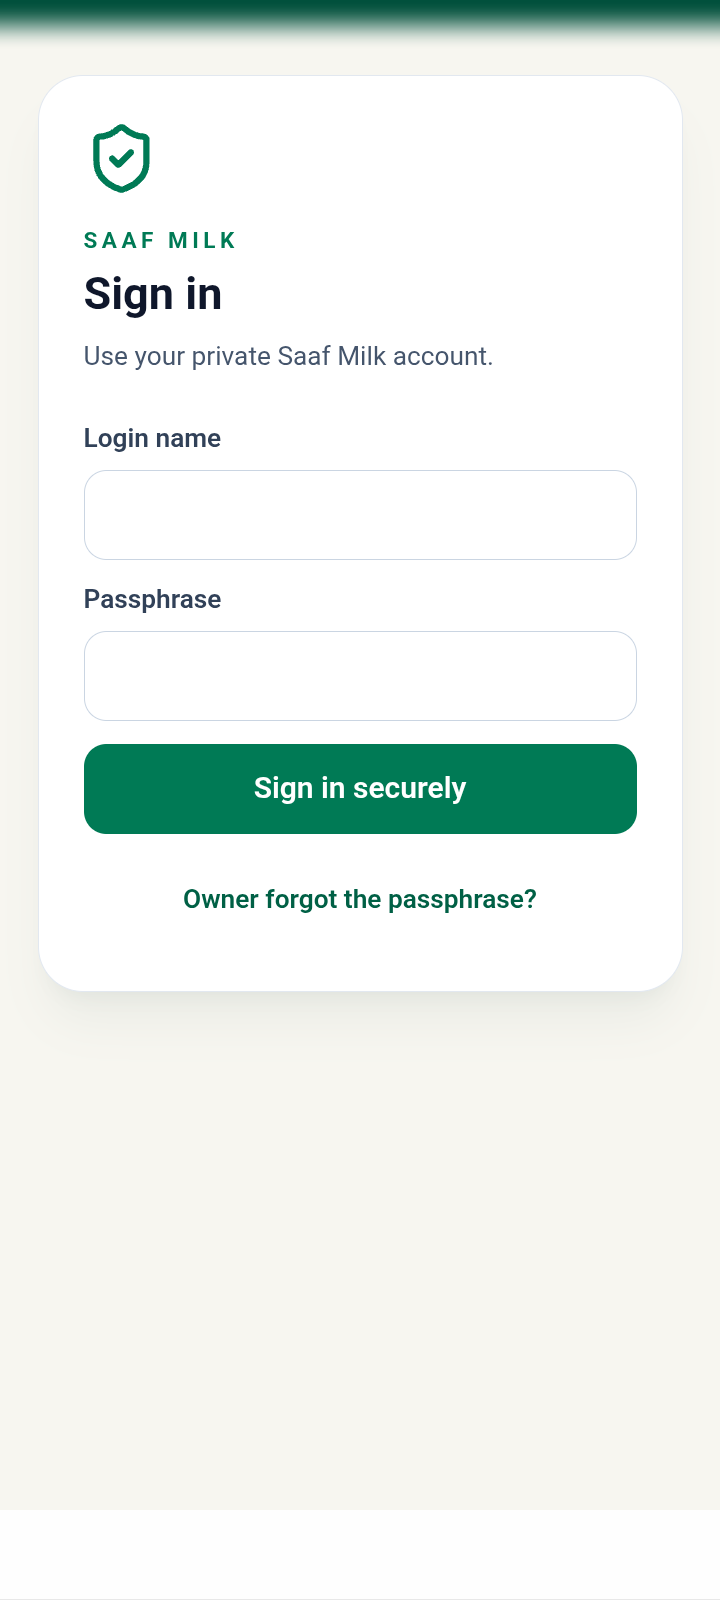 SAAF MILK
Sign in
Use your private Saaf Milk account.
Login name
Passphrase
Sign in securely
Owner forgot the passphrase?